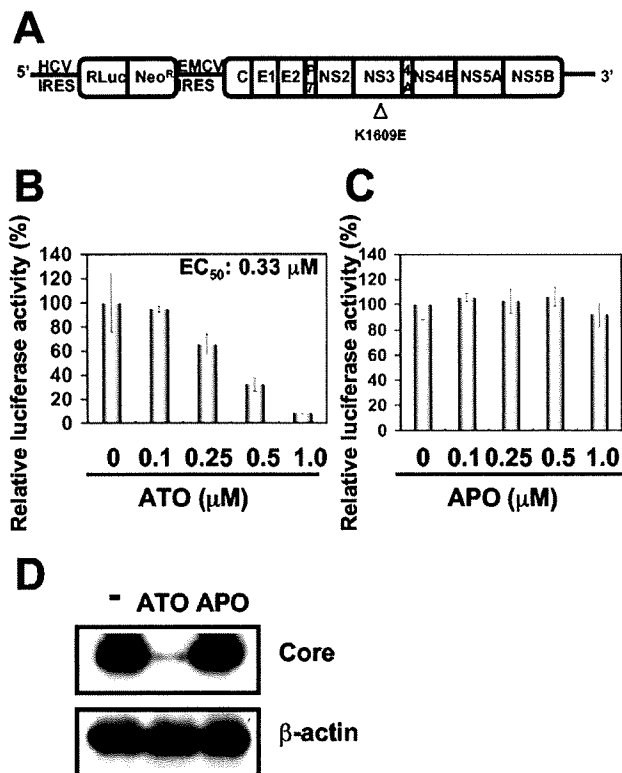 A
5' HCV IRES RLuc Neo^R EMCV IRES C E1 E2 P7 NS2 NS3 4A NS4B NS5A NS5B 3'
Δ
K1609E
B
Relative luciferase activity (%)
140
120
100
80
60
40
20
0
EC50: 0.33 μM
0 0.1 0.25 0.5 1.0
ATO (μM)
C
Relative luciferase activity (%)
140
120
100
80
60
40
20
0
0 0.1 0.25 0.5 1.0
APO (μM)
D
- ATO APO
Core
β-actin